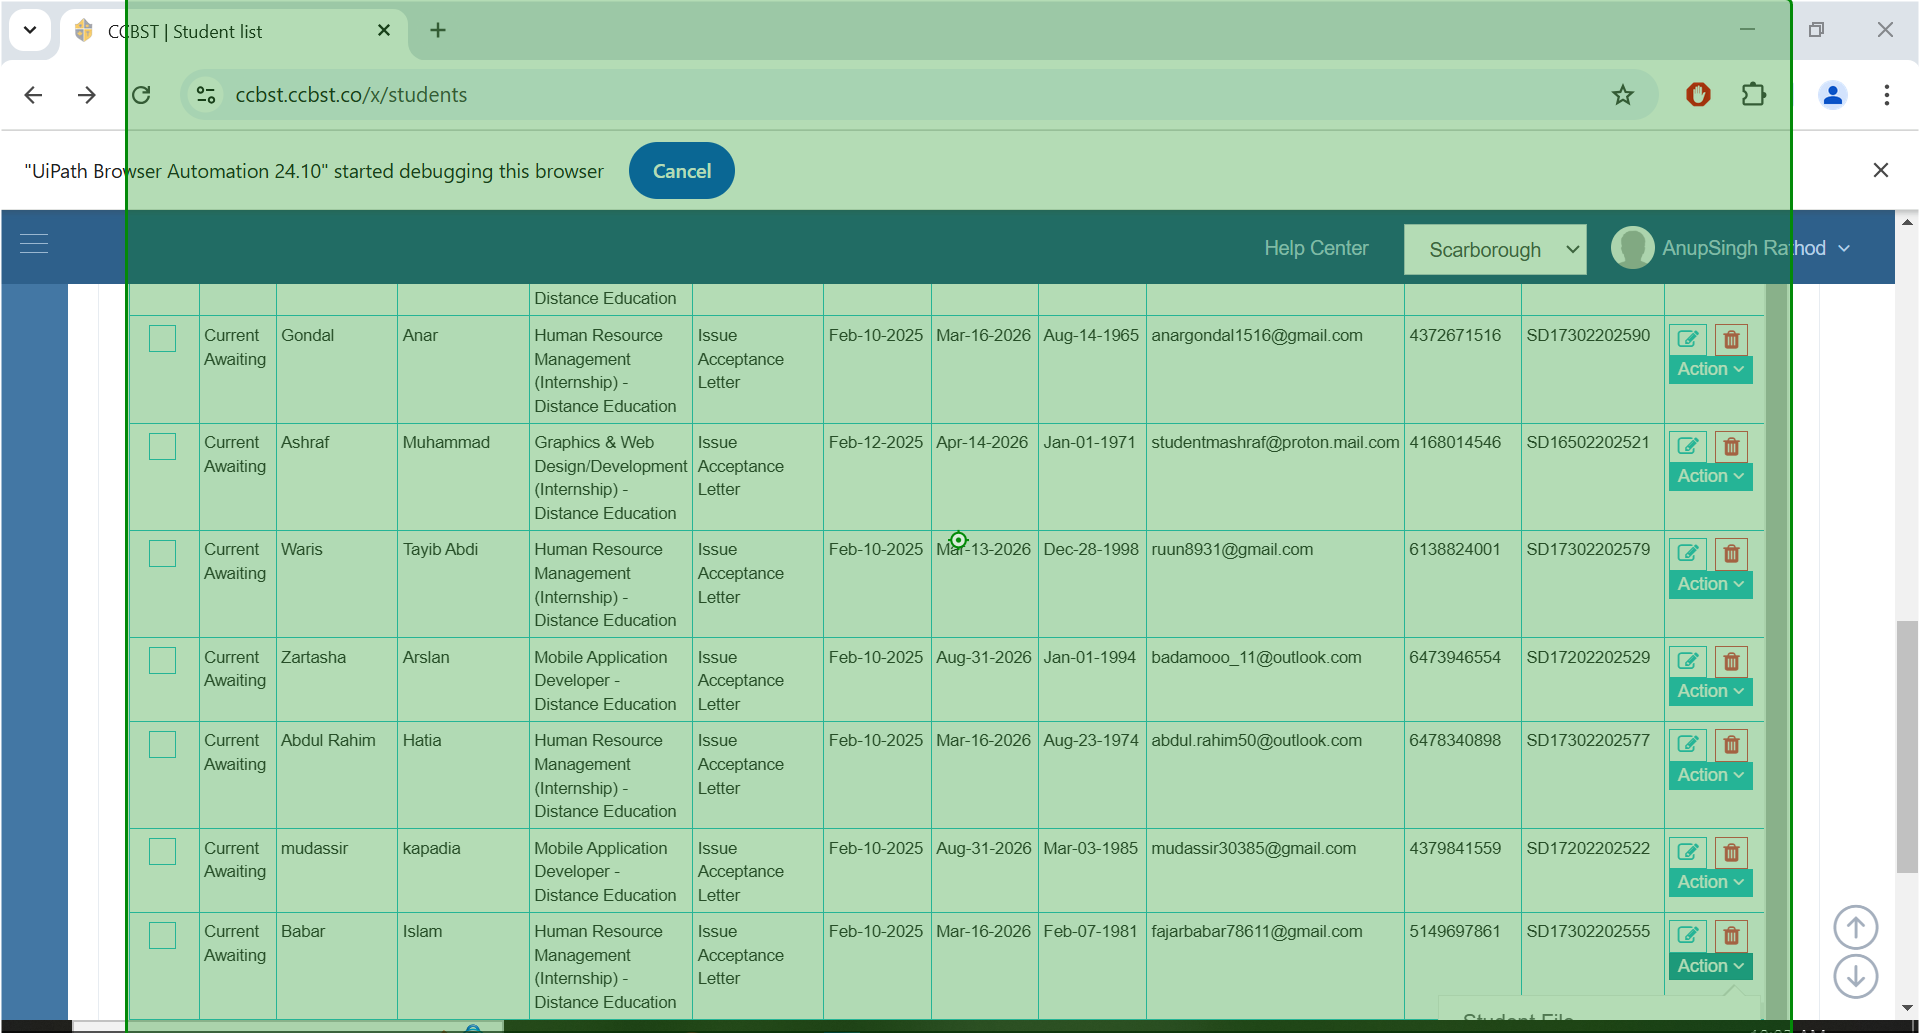 CCBST | Student list
ccbst.ccbst.co/x/students
"UiPath Browser Automation 24.10" started debugging this browser Cancel
Help Center Scarborough AnupSingh Rathod
Distance Education
Current Gondal Anar Human Resource Issue Feb-10-2025 Mar-16-2026 Aug-14-1965 anargondal1516@gmail.com 4372671516 SD17302202590
Awaiting Management Acceptance Action
(Internship) - Letter
Distance Education
Current Ashraf Muhammad Graphics & Web Issue Feb-12-2025 Apr-14-2026 Jan-01-1971 studentmashraf@proton.mail.com 4168014546 SD16502202521
Awaiting Design/Development Acceptance Action
(Internship) - Letter
Distance Education
Current Waris Tayib Abdi Human Resource Issue Feb-10-2025 Mar-13-2026 Dec-28-1998 ruun8931@gmail.com 6138824001 SD17302202579
Awaiting Management Acceptance Action
(Internship) - Letter
Distance Education
Current Zartasha Arslan Mobile Application Issue Feb-10-2025 Aug-31-2026 Jan-01-1994 badamooo_11@outlook.com 6473946554 SD17202202529
Awaiting Developer - Acceptance Action
Distance Education Letter
Current Abdul Rahim Hatia Human Resource Issue Feb-10-2025 Mar-16-2026 Aug-23-1974 abdul.rahim50@outlook.com 6478340898 SD17302202577
Awaiting Management Acceptance Action
(Internship) - Letter
Distance Education
Current mudassir kapadia Mobile Application Issue Feb-10-2025 Aug-31-2026 Mar-03-1985 mudassir30385@gmail.com 4379841559 SD17202202522
Awaiting Developer - Acceptance Action
Distance Education Letter
Current Babar Islam Human Resource Issue Feb-10-2025 Mar-16-2026 Feb-07-1981 fajarbabar78611@gmail.com 5149697861 SD17302202555
Awaiting Management Acceptance Action
(Internship) - Letter
Distance Education
Student File